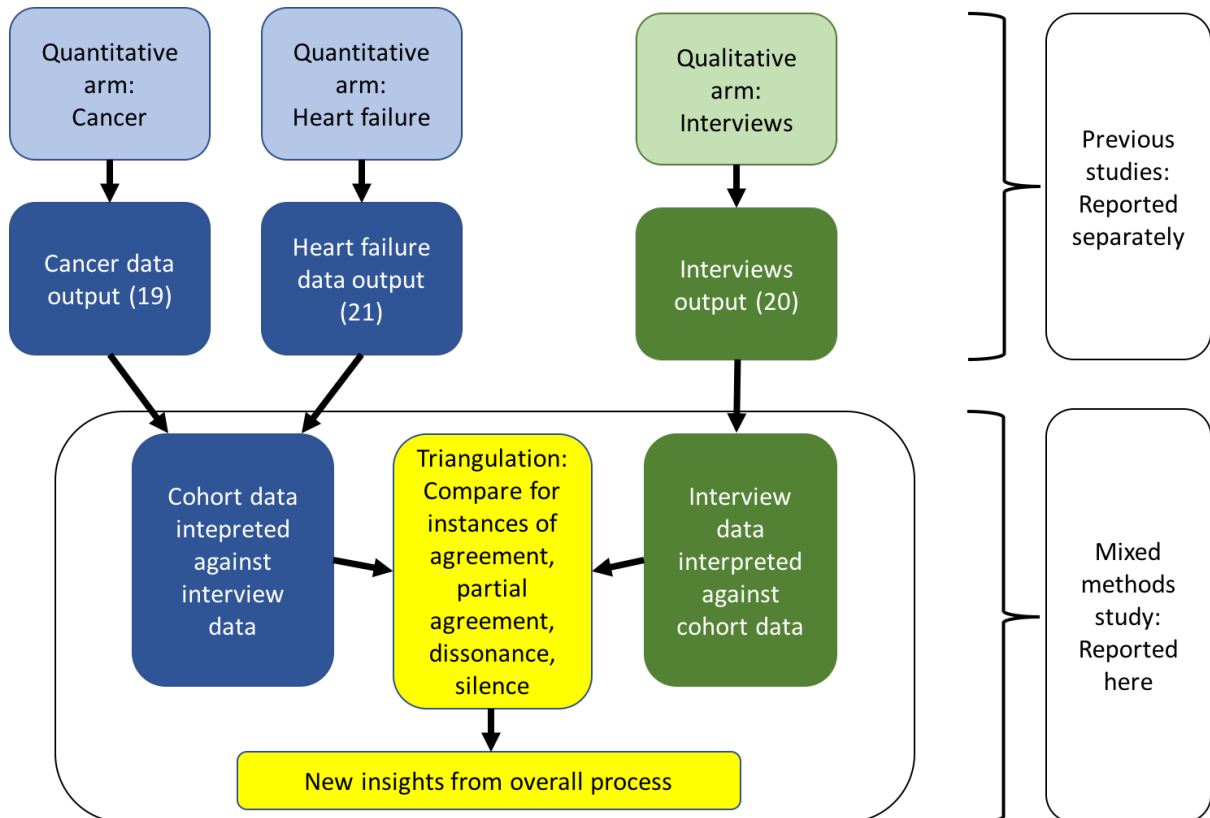 Quantitative
arm:
Cancer
Quantitative
arm:
Heart failure
Qualitative
arm:
Interviews
Previous
studies:
Reported
separately
Cancer data
output (19)
Heart failure
data output
(21)
Interviews
output (20)
Cohort data
intepreted
against
interview
data
Triangulation:
Compare for
instances of
agreement,
partial
agreement,
dissonance,
silence
Interview
data
interpreted
against
cohort data
Mixed
methods
study:
Reported
here
New insights from overall process